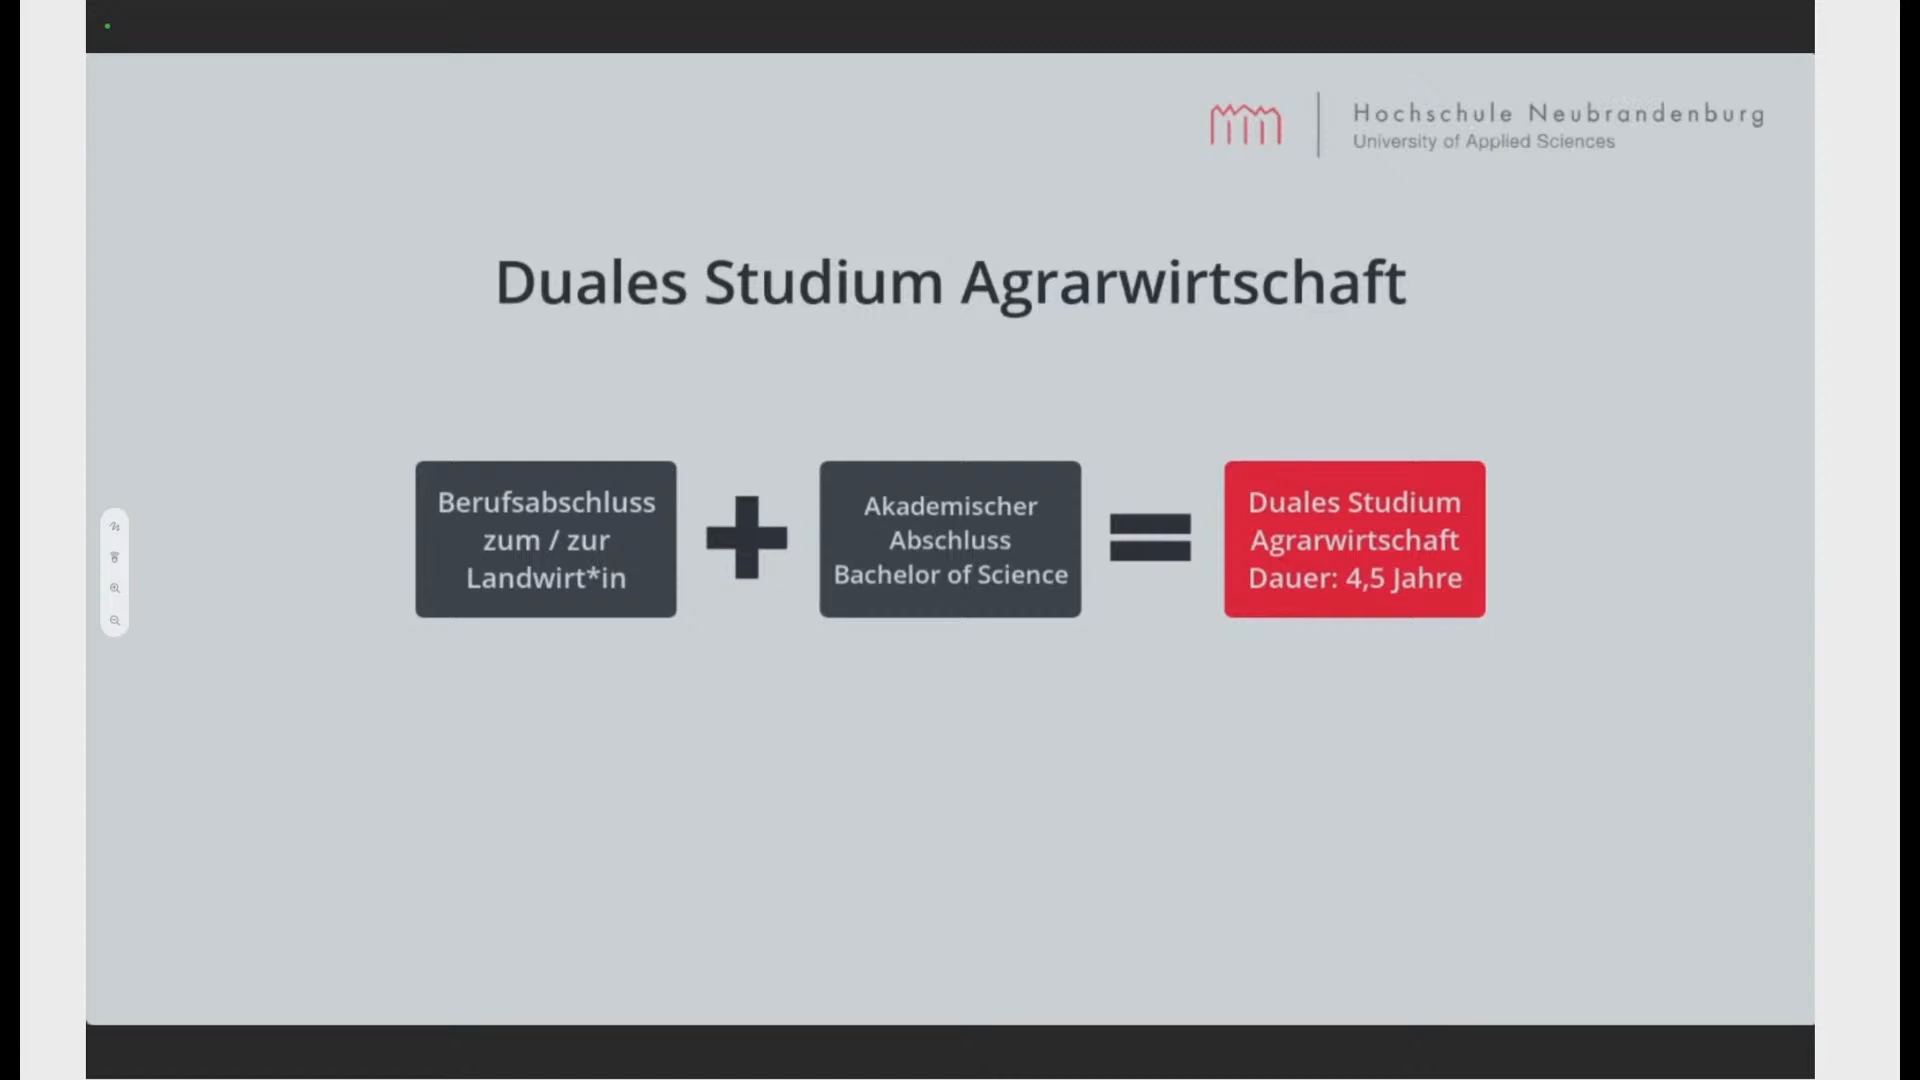 Hochschule Neubrandenburg
University of Applied Sciences
Duales Studium Agrarwirtschaft
Berufsabschluss
zum / zur
Landwirt*in
Akademischer
Abschluss
Bachelor of Science
Duales Studium
Agrarwirtschaft
Dauer: 4,5 Jahre